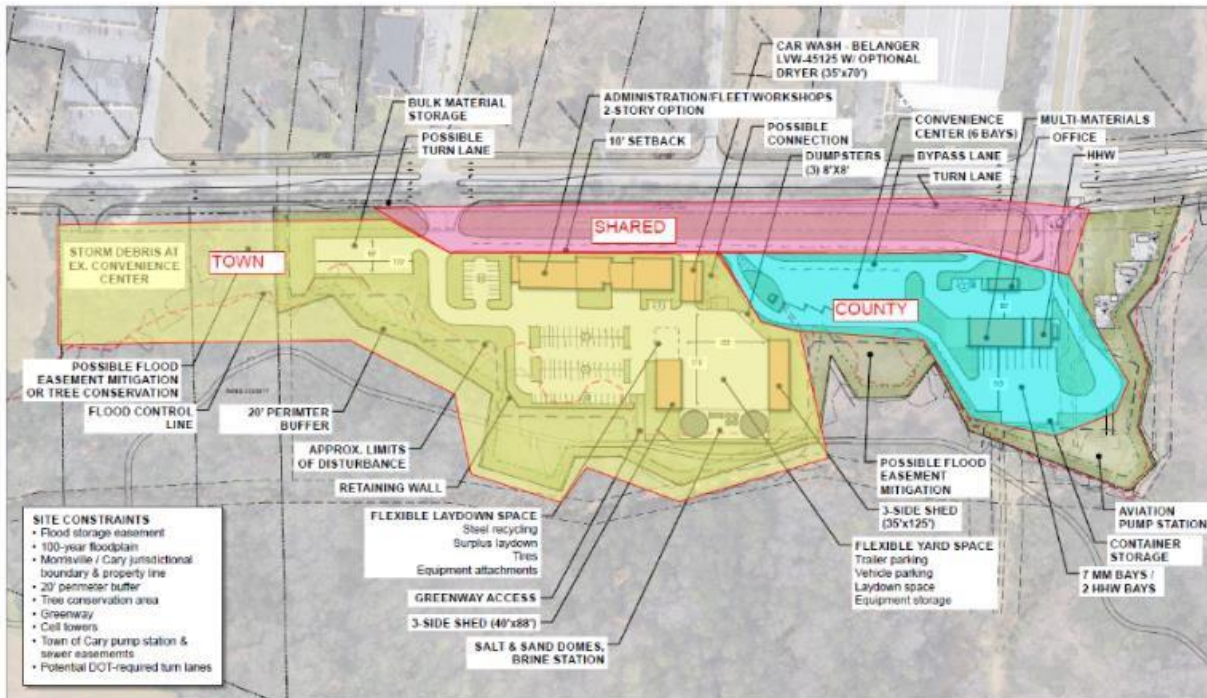 CAR WASH - BELANGER
LVW-45125 W/ OPTIONAL
DRYER (35'x70')
BULK MATERIAL
STORAGE
ADMINISTRATION/FLEET/WORKSHOPS
2-STORY OPTION
POSSIBLE
CONNECTION
CONVENIENCE
CENTER (6 BAYS)
MULTI-MATERIALS
OFFICE
POSSIBLE
TURN LANE
10' SETBACK
DUMPSTERS
(3) 8'X8'
BYPASS LANE
HHW
TURN LANE
SHARED
STORM DEBRIS AT
EX. CONVENIENCE
CENTER
TOWN
COUNTY
POSSIBLE FLOOD
EASEMENT MITIGATION
OR TREE CONSERVATION
FLOOD CONTROL
LINE
20' PERIMTER
BUFFER
APPROX. LIMITS
OF DISTURBANCE
RETAINING WALL
POSSIBLE FLOOD
EASEMENT
MITIGATION
FLEXIBLE LAYDOWN SPACE
Steel recycling
Surplus laydown
Tires
Equipment attachments
3-SIDE SHED
(35'x125')
AVIATION
PUMP STATION
FLEXIBLE YARD SPACE
Trailer parking
Vehicle parking
Laydown space
Equipment storage
CONTAINER
STORAGE
7 MM BAYS /
2 HHW BAYS
GREENWAY ACCESS
3-SIDE SHED (40'x88')
SALT & SAND DOMES,
BRINE STATION
SITE CONSTRAINTS
• Flood storage easement
• 100-year floodplain
• Morrisville / Cary jurisdictional
boundary & property line
• 20' perimeter buffer
• Tree conservation area
• Greenway
• Cell towers
• Town of Cary pump station &
sewer easements
• Potential DOT-required turn lanes